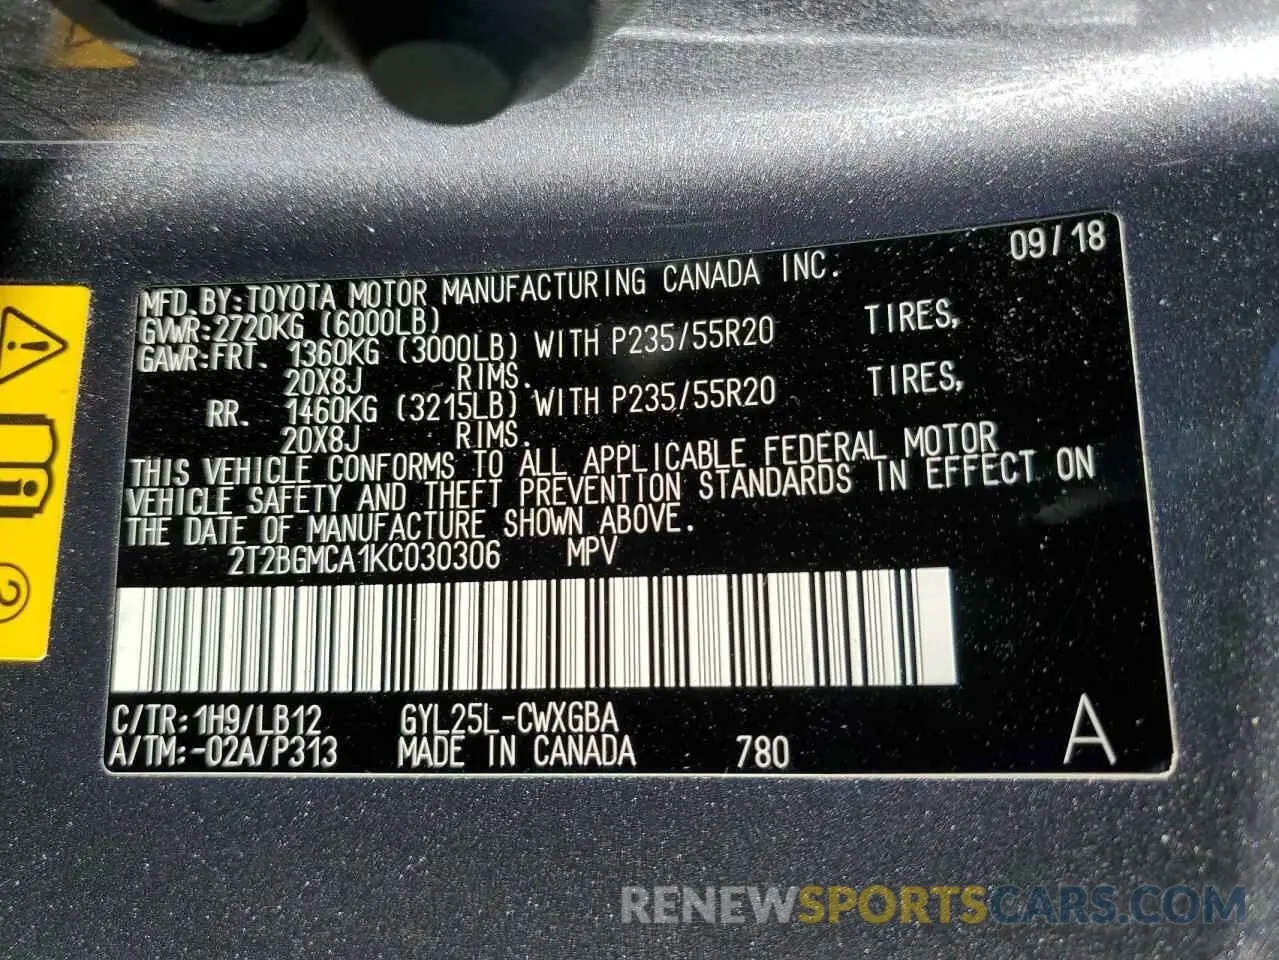 09/18
MFD.BY:TOYOTA MOTOR MANUFACTURING CANADA INC.
GVWR:2720KG (6000LB)
GAWR:FRT. 1360KG (3000LB) WITH P235/55R20 TIRES,
20X8J RIMS.
RR. 1460KG (3215LB) WITH P235/55R20 TIRES,
20X8J RIMS.
THIS VEHICLE CONFORMS TO ALL APPLICABLE FEDERAL MOTOR
VEHICLE SAFETY AND THEFT PREVENTION STANDARDS IN EFFECT ON
THE DATE OF MANUFACTURE SHOWN ABOVE.
2T2BGMCA1KC030306 MPV
C/TR:1H9/LB12 GYL25L-CWXGBA
A/TM:-02A/P313 MADE IN CANADA 780 A
RENEWSPORTSCARS.COM